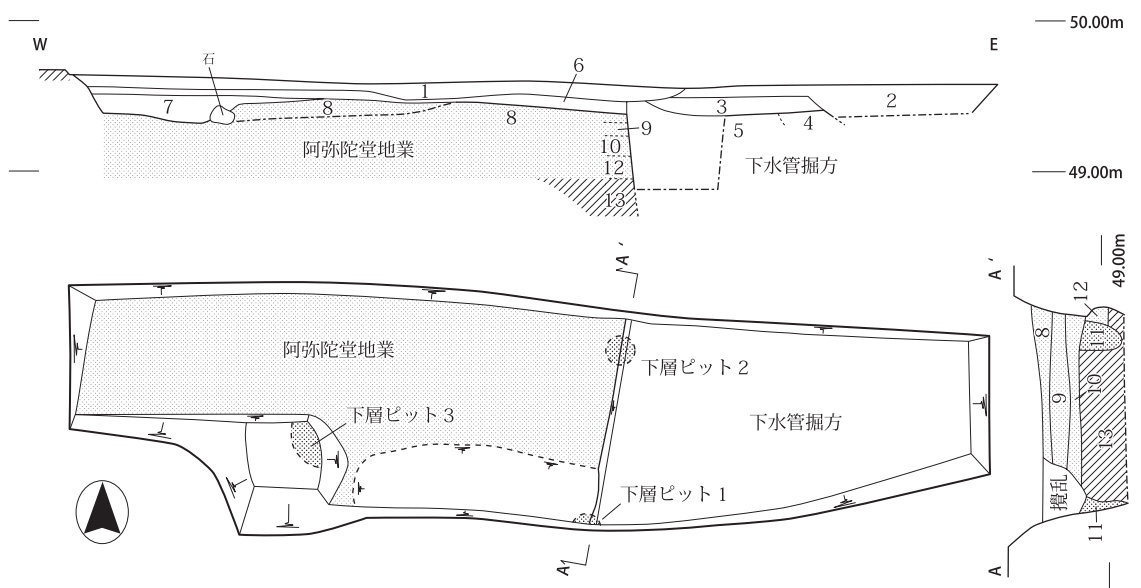 50.00m
W
E
石
6
1
7
8
8
3
2
9
5
4
10
阿弥陀堂地業
12
下水管掘方
49.00m
13
A'
A'
49.00m
12
8
11
阿弥陀堂地業
下層ピット2
10
9
下層ピット3
下水管掘方
13
下層ピット1
攪乱
11
A
A